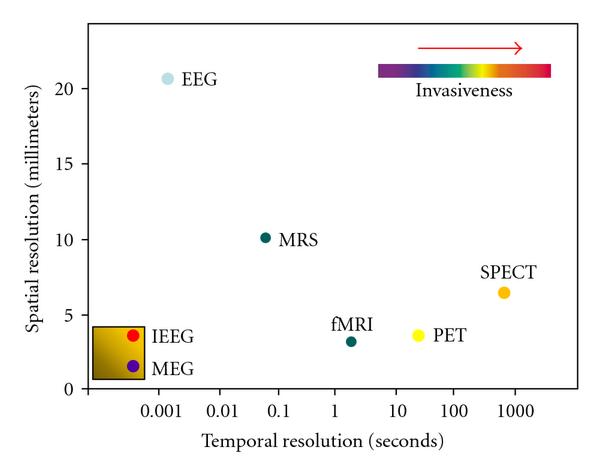 EEG
Invasiveness
MRS
SPECT
fMRI
IEEG
PET
MEG
Spatial resolution (millimeters)
20
15
10
5
0
0.001 0.01 0.1 1 10 100 1000
Temporal resolution (seconds)